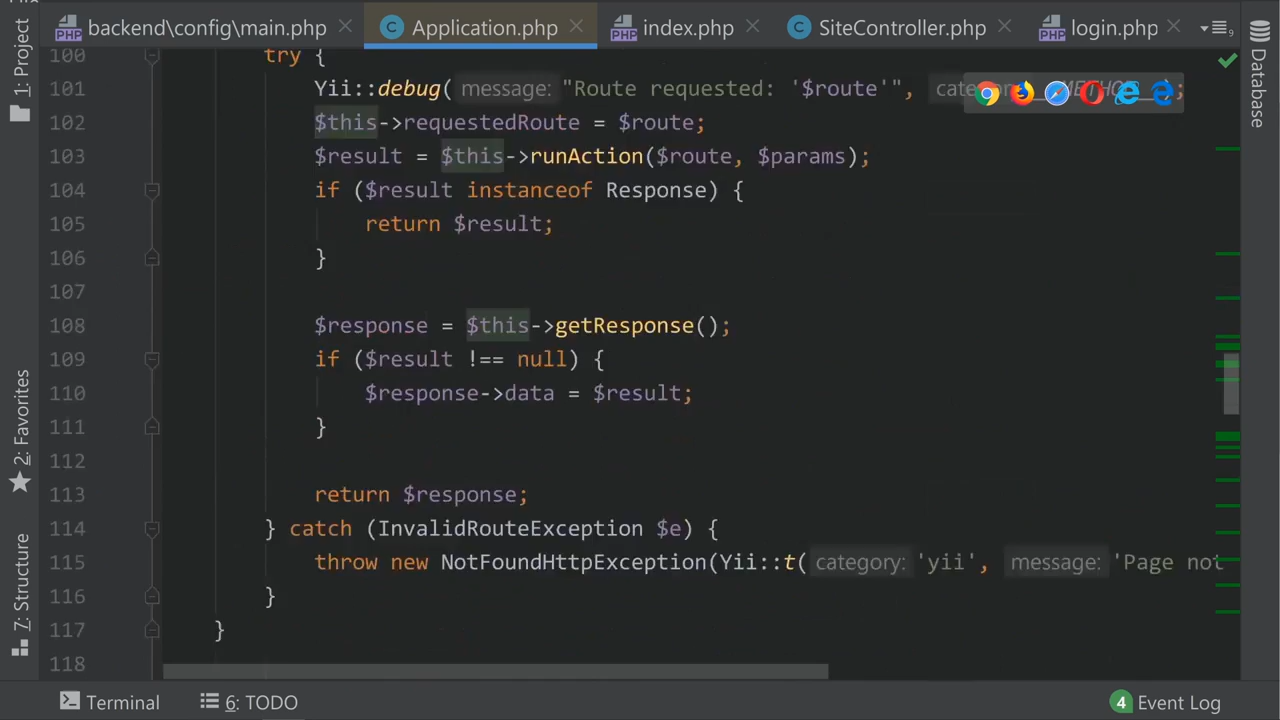 backend\config\main.php
Application.php
index.php
SiteController.php
login.php
9
1: Project
2: Favorites
7: Structure
Database
100 try {
101 Yii::debug( message: "Route requested: '$route'",
102 $this->requestedRoute = $route;
103 $result = $this->runAction($route, $params);
104 if ($result instanceof Response) {
105 return $result;
106 }
107
108 $response = $this->getResponse();
109 if ($result !== null) {
110 $response->data = $result;
111 }
112
113 return $response;
114 } catch (InvalidRouteException $e) {
115 throw new NotFoundHttpException(Yii::t( category: 'yii', message: 'Page not
116 }
117 }
118
Terminal
6: TODO
4 Event Log